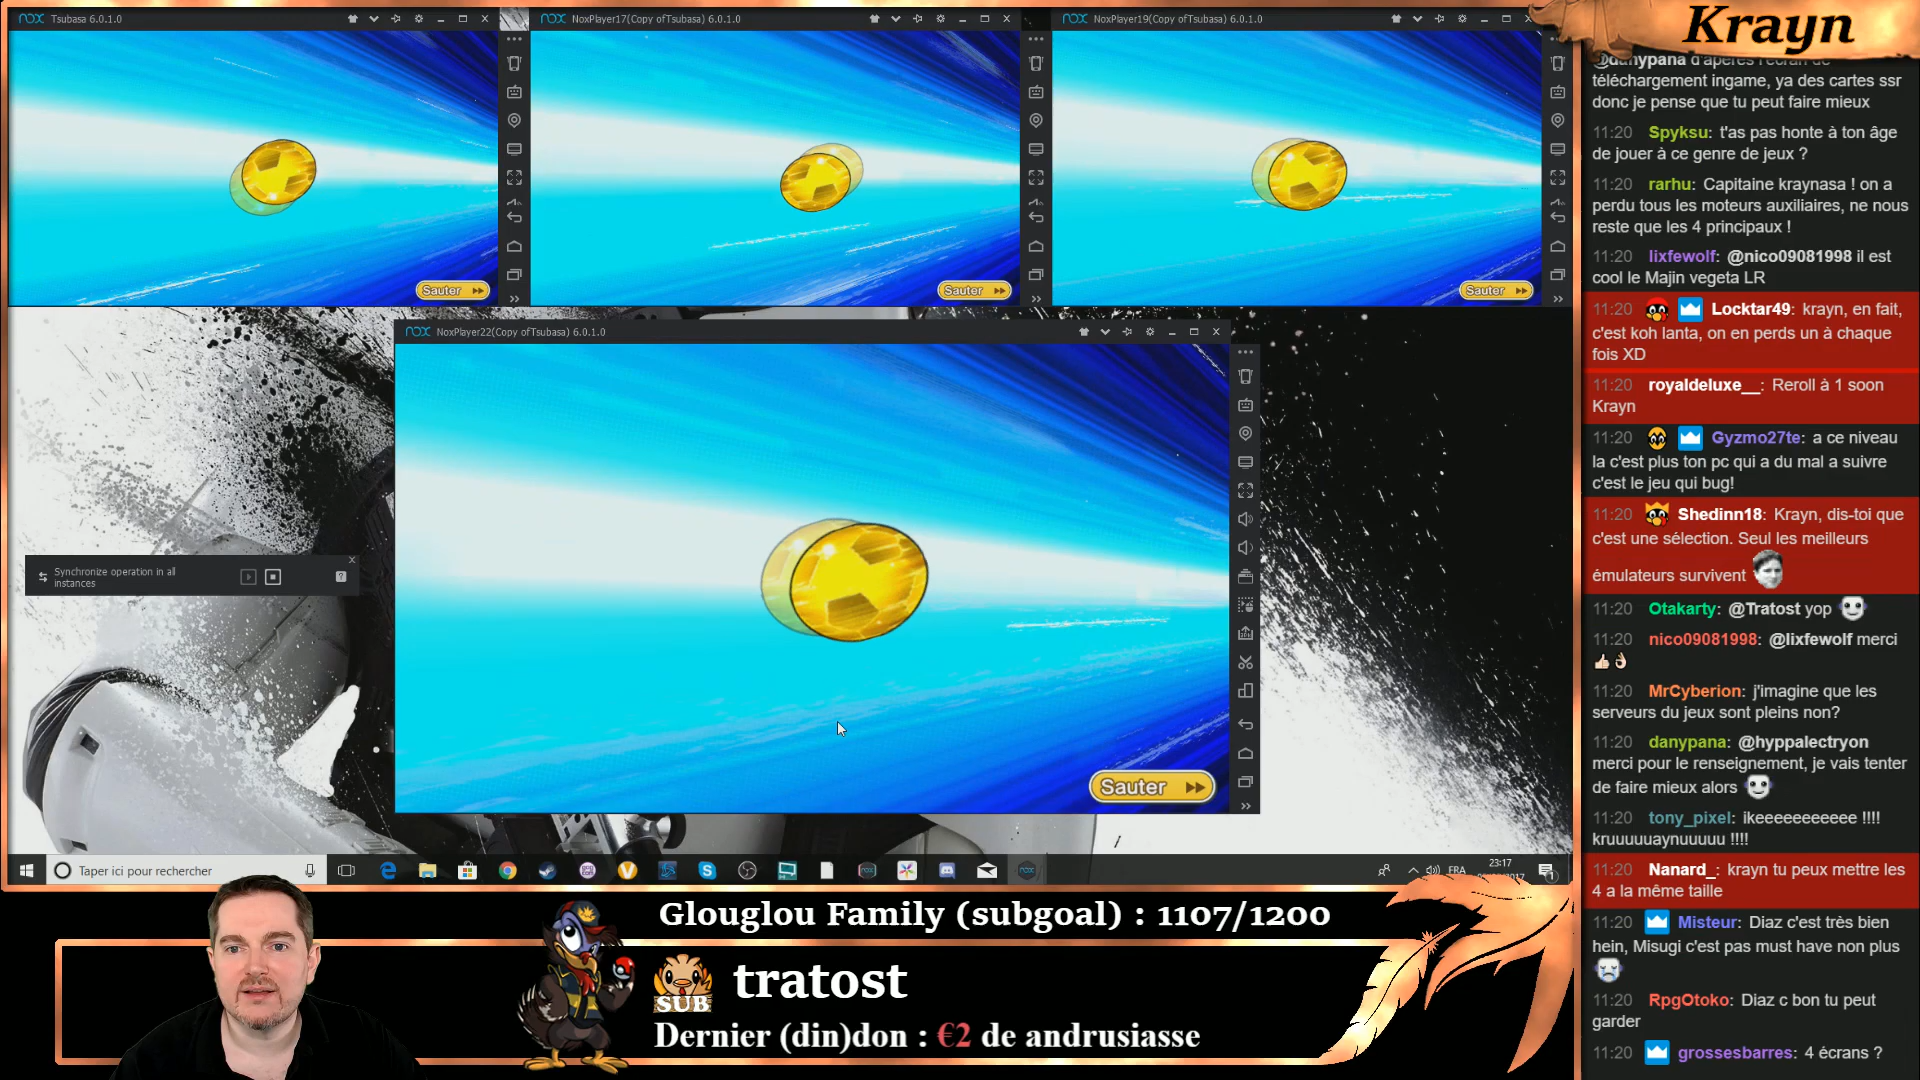 nox Tsubasa 6.0.1.0
nox NoxPlayer17(Copy ofTsubasa) 6.0.1.0
nox NoxPlayer19(Copy ofTsubasa) 6.0.1.0
Sauter
Sauter
Sauter
nox NoxPlayer22(Copy ofTsubasa) 6.0.1.0
Synchronize operation in all
instances
Sauter
Taper ici pour rechercher
FRA
23:17
Krayn
@danypana d'apères l'écran de
téléchargement ingame, ya des cartes ssr
donc je pense que tu peut faire mieux
11:20 Spyksu: t'as pas honte à ton âge
de jouer à ce genre de jeux ?
11:20 rarhu: Capitaine kraynasa ! on a
perdu tous les moteurs auxiliaires, ne nous
reste que les 4 principaux !
11:20 lixfewolf: @nico09081998 il est
cool le Majin vegeta LR
11:20 Locktar49: krayn, en fait,
c'est koh lanta, on en perds un à chaque
fois XD
11:20 royaldeluxe__: Reroll à 1 soon
Krayn
11:20 Gyzmo27te: a ce niveau
la c'est plus ton pc qui a du mal a suivre
c'est le jeu qui bug!
11:20 Shedinn18: Krayn, dis-toi que
c'est une sélection. Seul les meilleurs
émulateurs survivent
11:20 Otakarty: @Tratost yop
11:20 nico09081998: @lixfewolf merci
11:20 MrCyberion: j'imagine que les
serveurs du jeux sont pleins non?
11:20 danypana: @hyppalectryon
merci pour le renseignement, je vais tenter
de faire mieux alors
11:20 tony_pixel: ikeeeeeeeeeee !!!!
kruuuuuaynuuuuu !!!!
11:20 Nanard_: krayn tu peux mettre les
4 a la même taille
11:20 Misteur: Diaz c'est très bien
hein, Misugi c'est pas must have non plus
11:20 RpgOtoko: Diaz c bon tu peut
garder
11:20 grossesbarres: 4 écrans ?
Glouglou Family (subgoal) : 1107/1200
SUB tratost
Dernier (din)don : €2 de andrusiasse